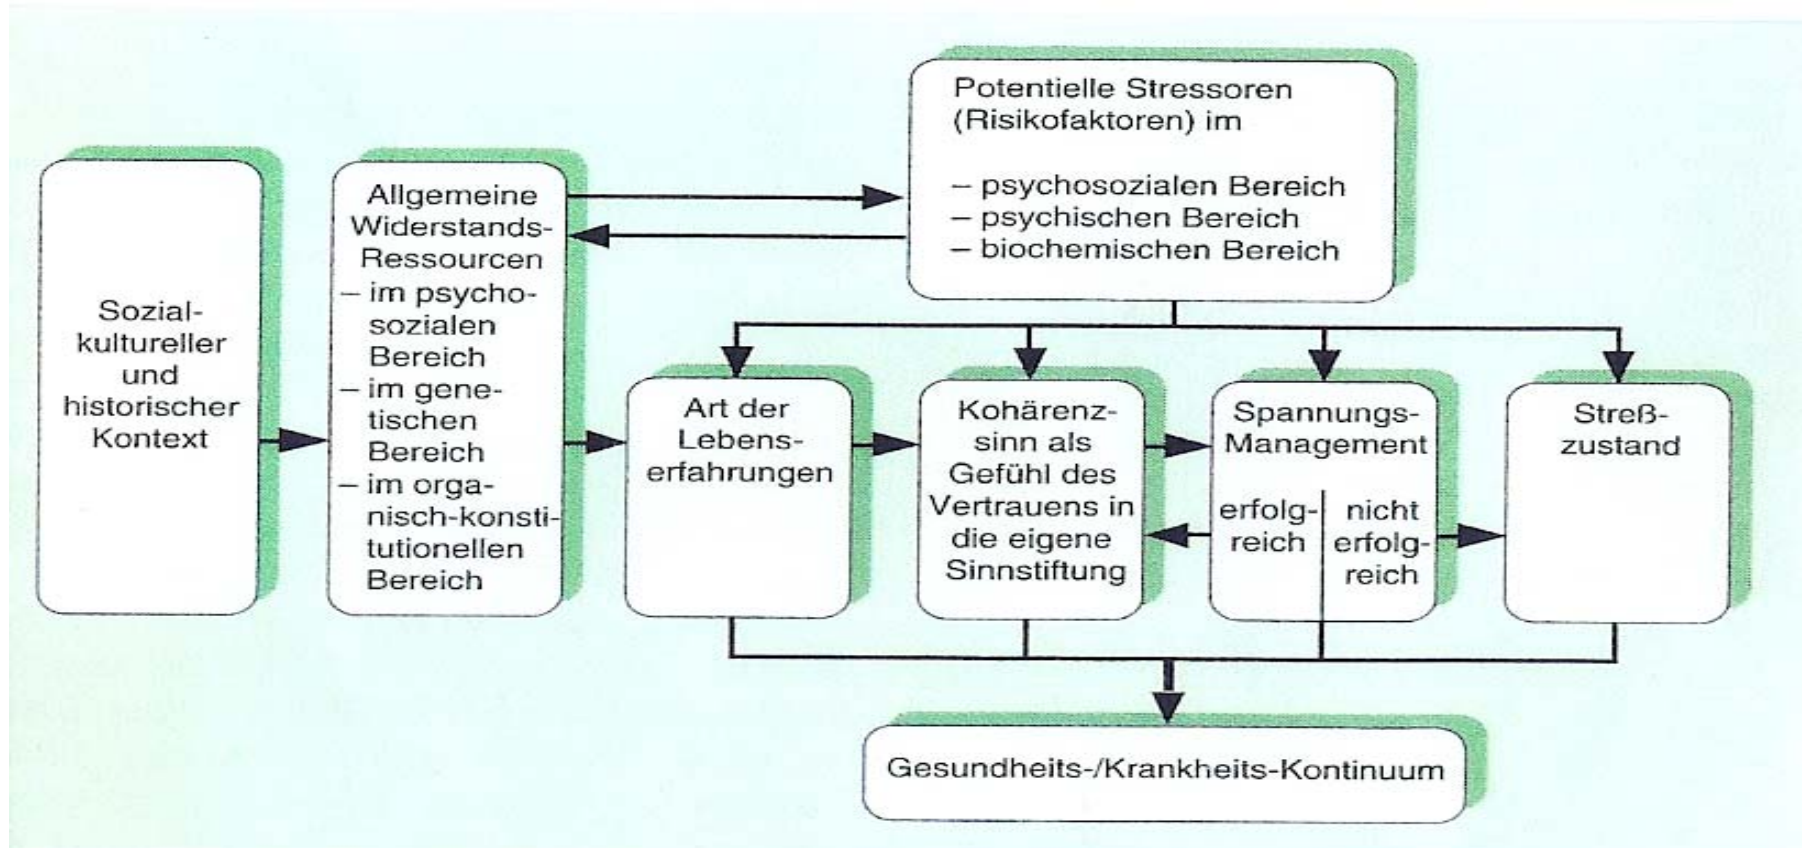 Potentielle Stressoren
(Risikofaktoren) im
– psychosozialen Bereich
– psychischen Bereich
– biochemischen Bereich
Sozial-
kultureller
und
historischer
Kontext
Allgemeine
Widerstands-
Ressourcen
– im psycho-
sozialen
Bereich
– im gene-
tischen
Bereich
– im orga-
nisch-konsti-
tutionellen
Bereich
Art der
Lebens-
erfahrungen
Kohärenz-
sinn als
Gefühl des
Vertrauens in
die eigene
Sinnstiftung
Spannungs-
Management
erfolg-
reich
nicht
erfolg-
reich
Streß-
zustand
Gesundheits-/Krankheits-Kontinuum